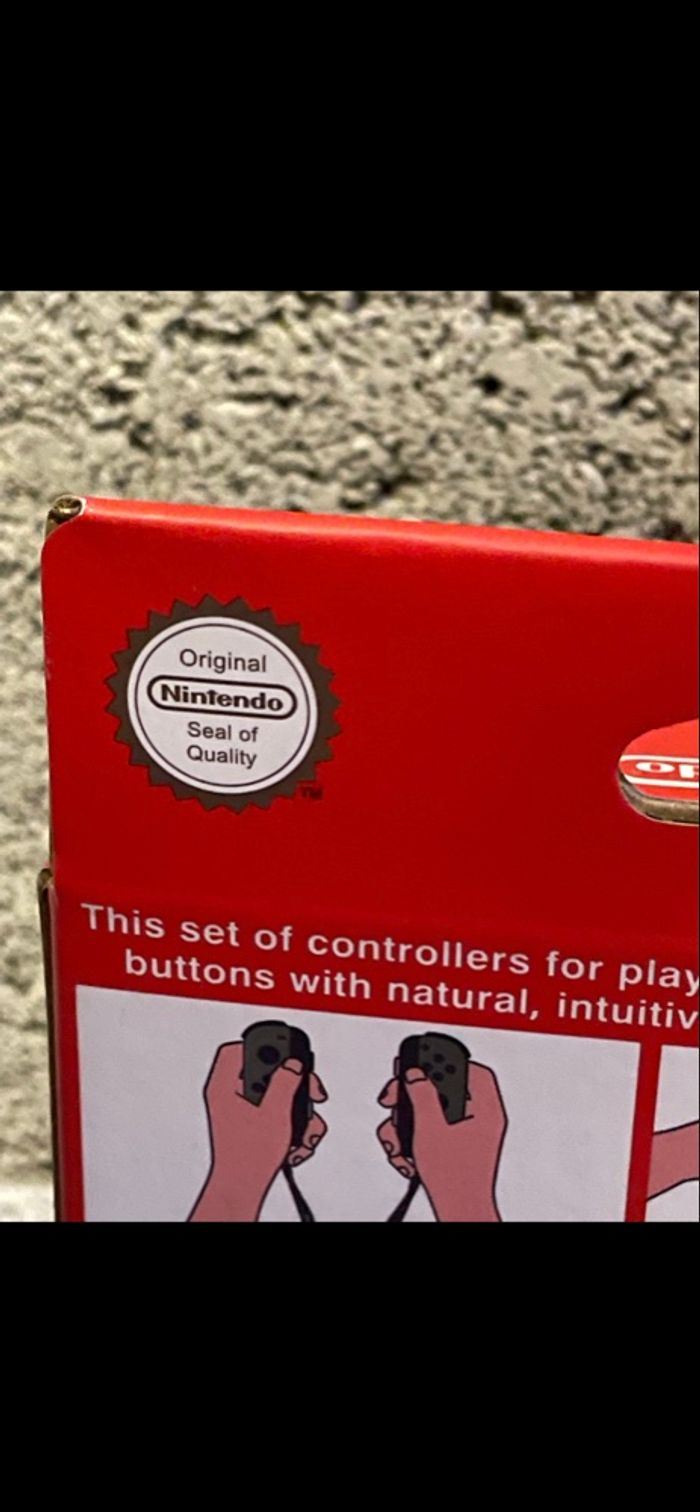 Original
Nintendo
Seal of
Quality
TM
This set of controllers for play
buttons with natural, intuitiv